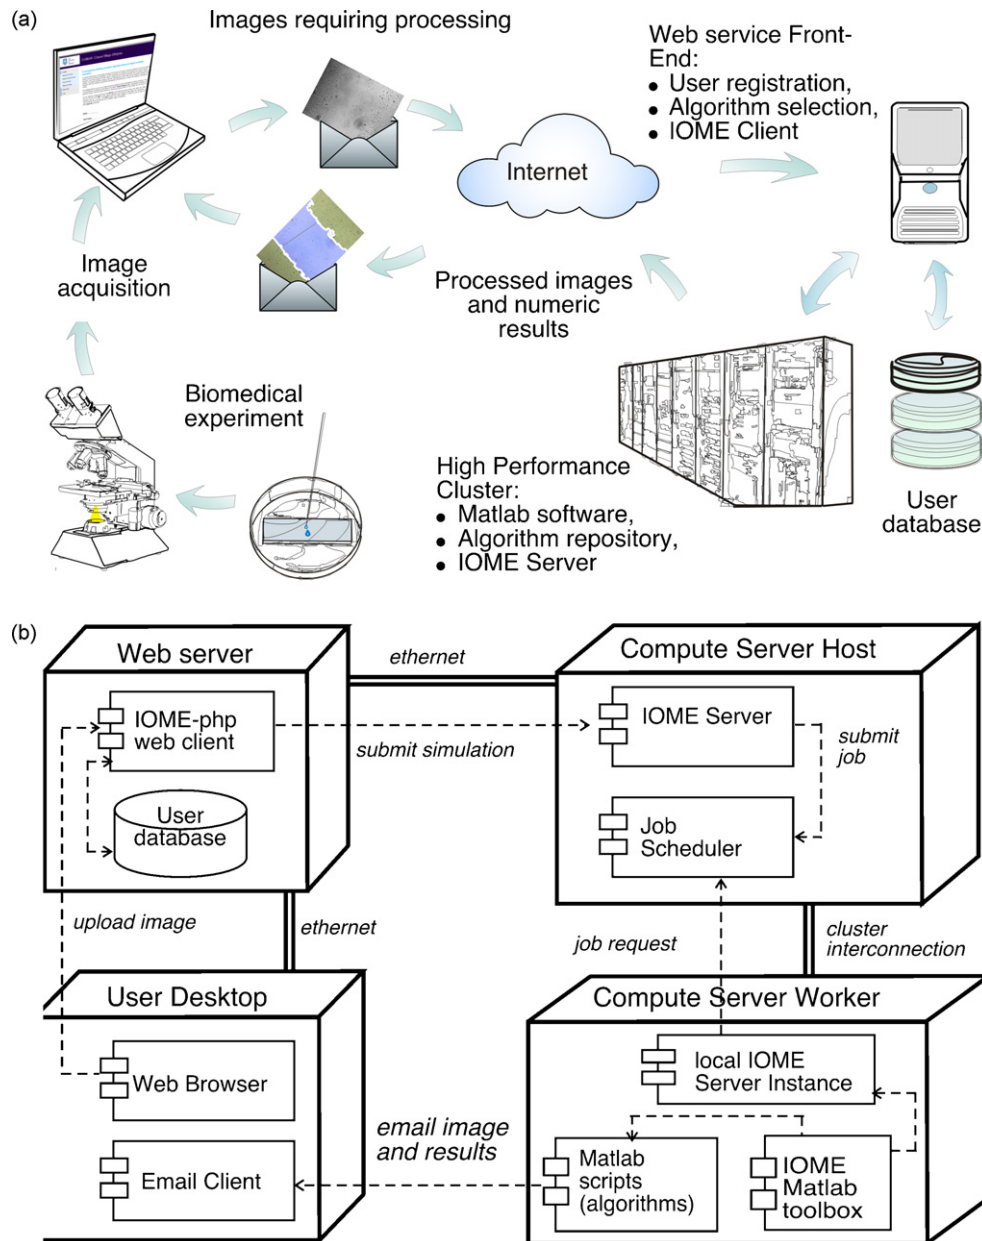 (a)
Images requiring processing
Web service Front-
End:
● User registration,
● Algorithm selection,
● IOME Client
Internet
Image
acquisition
Processed images
and numeric
results
Biomedical
experiment
High Performance
Cluster:
● Matlab software,
● Algorithm repository,
● IOME Server
User
database
(b)
Web server
ethernet
Compute Server Host
IOME-php
web client
submit simulation
IOME Server
submit
job
User
database
Job
Scheduler
upload image
ethernet
job request
cluster
interconnection
User Desktop
Compute Server Worker
Web Browser
local IOME
Server Instance
email image
and results
Email Client
Matlab
scripts
(algorithms)
IOME
Matlab
toolbox